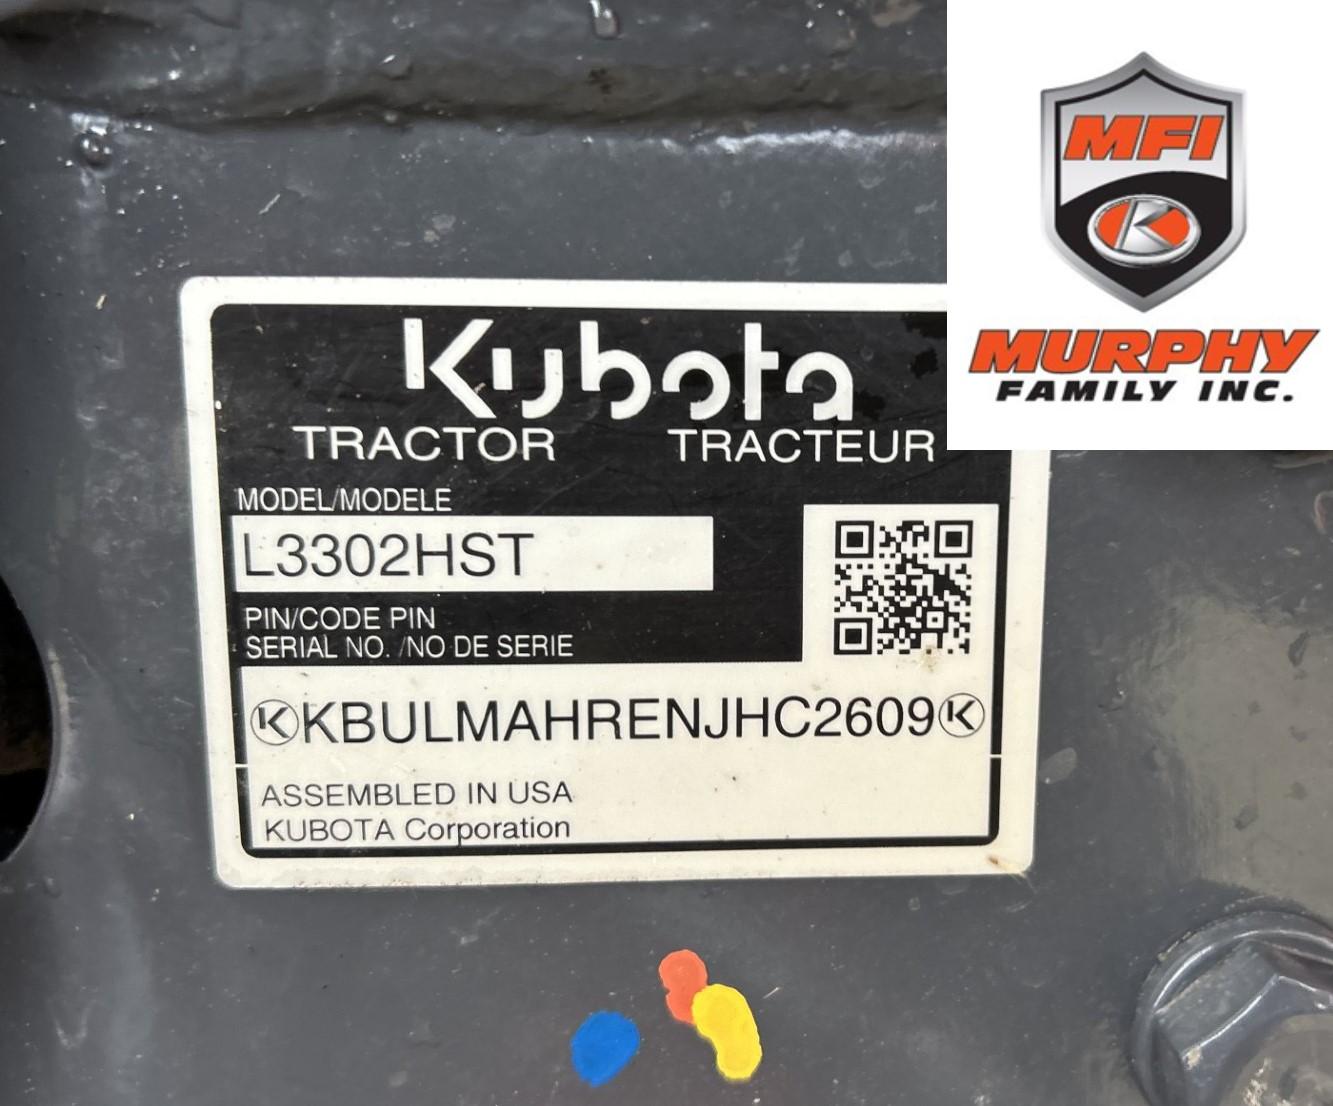 MFI
MURPHY
FAMILY INC.
Kubota
TRACTOR TRACTEUR
MODEL/MODELE
L3302HST
PIN/CODE PIN
SERIAL NO. /NO DE SERIE
KBULMAHRENJHC2609
ASSEMBLED IN USA
KUBOTA Corporation